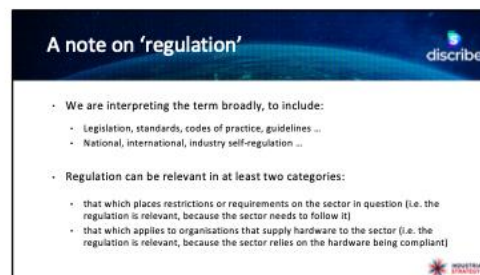 A note on ‘regulation’
discribe
· We are interpreting the term broadly, to include:
· Legislation, standards, codes of practice, guidelines …
· National, international, industry self-regulation …
· Regulation can be relevant in at least two categories:
· that which places restrictions or requirements on the sector in question (i.e. the
regulation is relevant, because the sector needs to follow it)
· that which applies to organisations that supply hardware to the sector (i.e. the
regulation is relevant, because the sector relies on the hardware being compliant)
INDUSTRIAL
STRATEGY